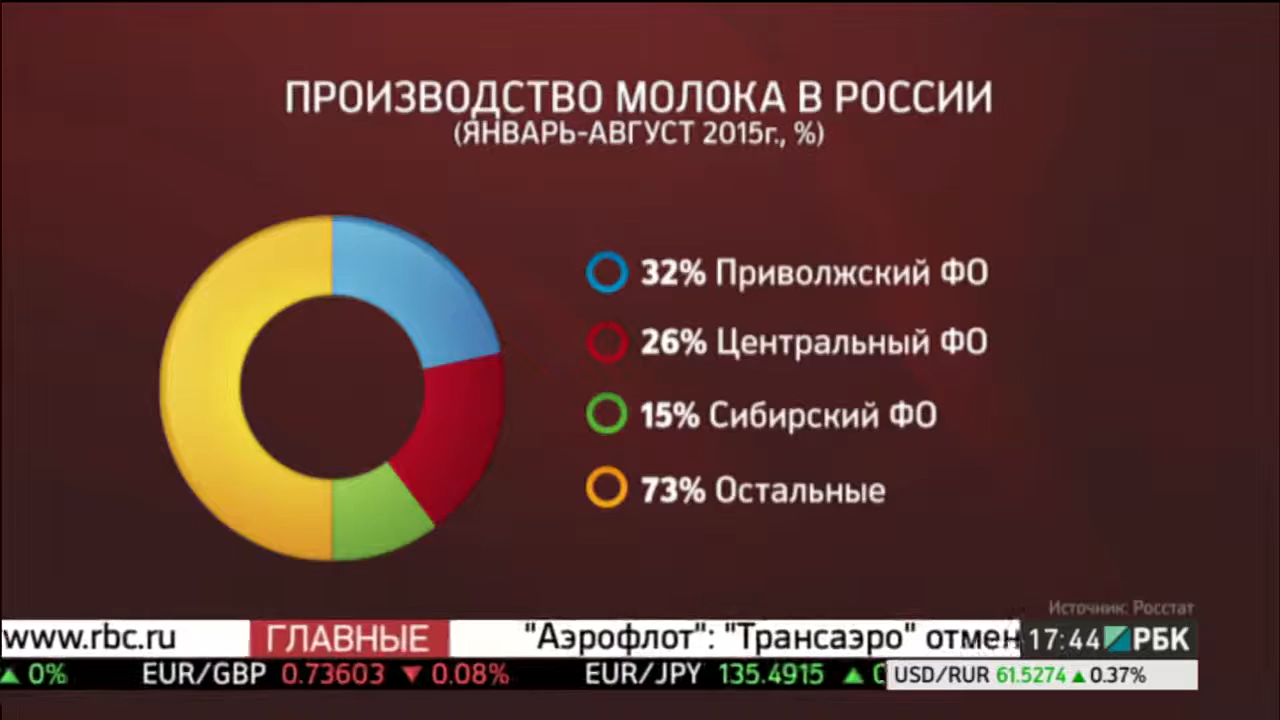 ПРОИЗВОДСТВО МОЛОКА В РОССИИ
(ЯНВАРЬ-АВГУСТ 2015г., %)
32% Приволжский ФО
26% Центральный ФО
15% Сибирский ФО
73% Остальные
Источник: Росстат
www.rbc.ru ГЛАВНЫЕ "Аэрофлот": "Трансаэро" отмен 17:44 РБК
▲ 0% EUR/GBP 0.73603 ▼ 0.08% EUR/JPY 135.4915 ▲ USD/RUR 61.5274 ▲ 0.37%